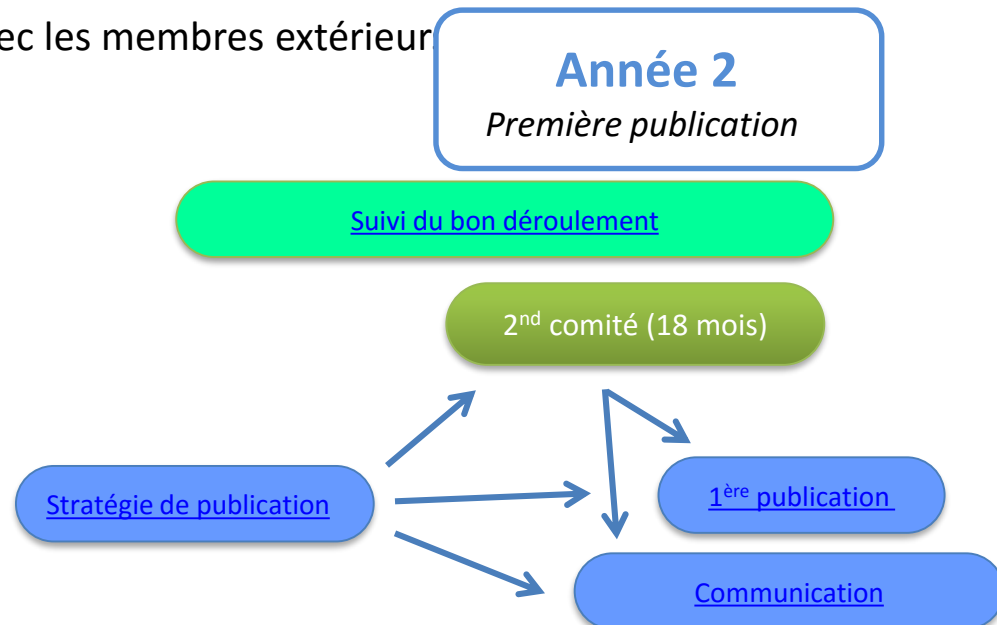 les membres extérieur
Année 2
Première publication
Suivi du bon déroulement
2nd comité (18 mois)
Stratégie de publication
1ère publication
Communication